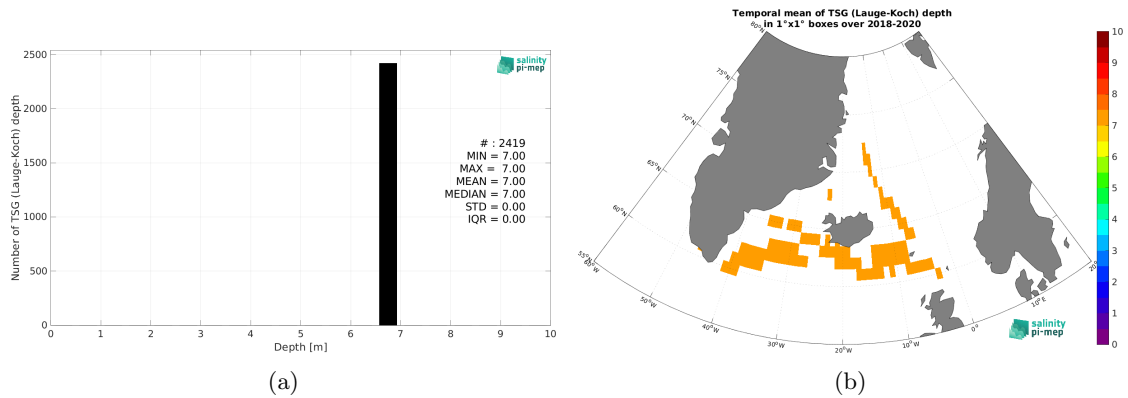 2500
2000
1500
1000
500
0
Number of TSG (Lauge-Koch) depth
0 1 2 3 4 5 6 7 8 9 10
Depth [m]
salinity
pi-mep
# : 2419
MIN = 7.00
MAX = 7.00
MEAN = 7.00
MEDIAN = 7.00
STD = 0.00
IQR = 0.00
(a)
Temporal mean of TSG (Lauge-Koch) depth
in 1°x1° boxes over 2018-2020
80°N
75°N
70°N
65°N
60°N
55°N
60°W
50°W
40°W
30°W
20°W
10°W
0°
10°E
salinity
pi-mep
10
9
8
7
6
5
4
3
2
1
0
(b)